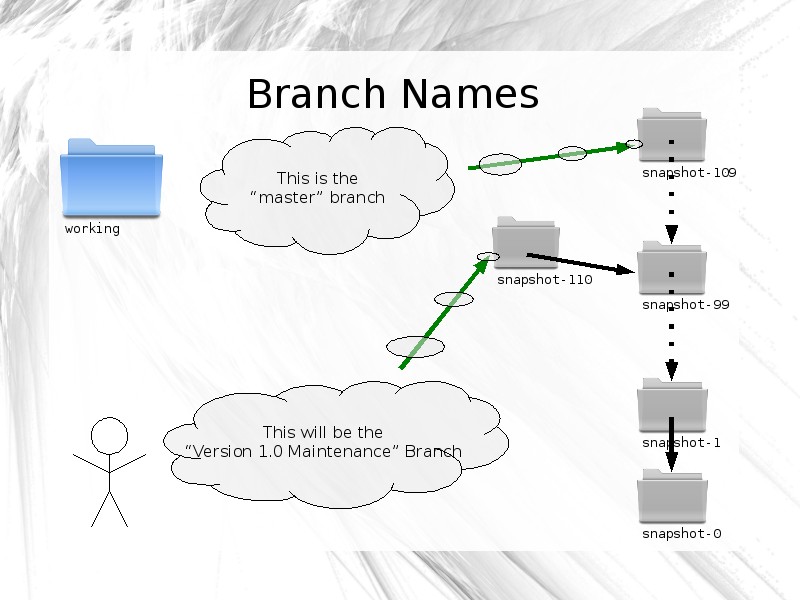 Branch Names
This is the
“master” branch
working
snapshot-109
snapshot-110
snapshot-99
This will be the
“Version 1.0 Maintenance” Branch
snapshot-1
snapshot-0